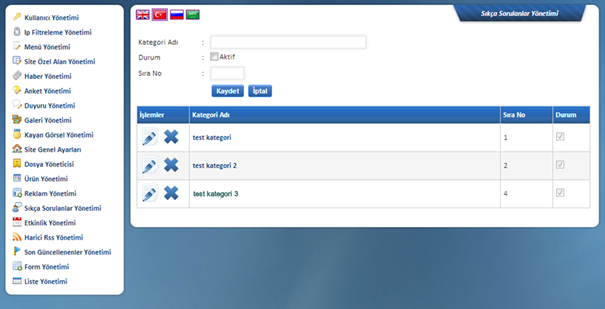 Kullanıcı Yönetimi
Ip Filtreleme Yönetimi
Menü Yönetimi
Site Özel Alan Yönetimi
Haber Yönetimi
Anket Yönetimi
Duyuru Yönetimi
Galeri Yönetimi
Kayan Görsel Yönetimi
Site Genel Ayarları
Dosya Yöneticisi
Ürün Yönetimi
Reklam Yönetimi
Sıkça Sorulanlar Yönetimi
Etkinlik Yönetimi
Harici Rss Yönetimi
Son Güncellenenler Yönetimi
Form Yönetimi
Liste Yönetimi
Sıkça Sorulanlar Yönetimi
Kategori Adı :
Durum : Aktif
Sıra No :
Kaydet İptal
İşlemler Kategori Adı Sıra No Durum
test kategori 1
test kategori 2 2
test kategori 3 4